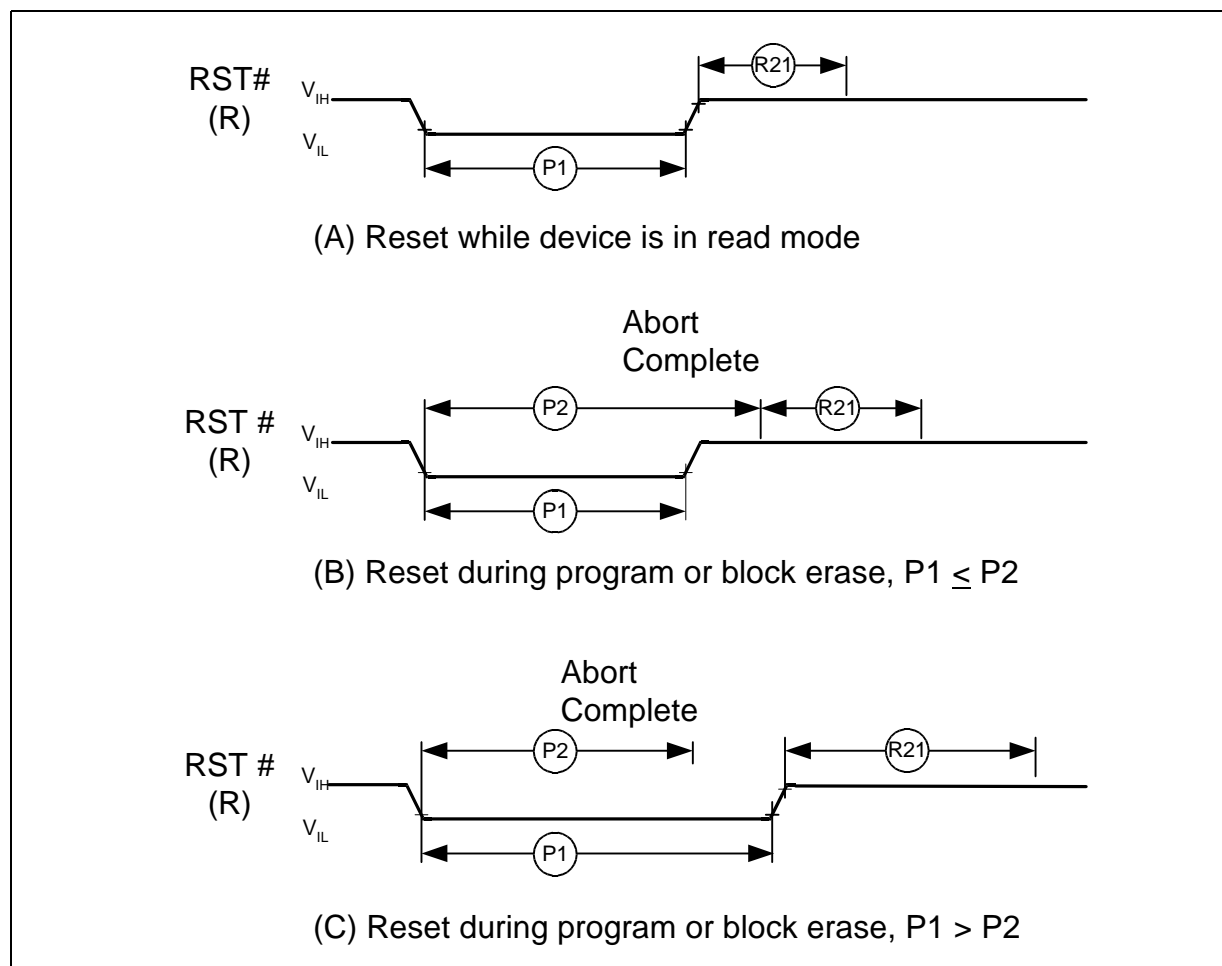 RST#
(R)
VIH
VIL
R21
P1
(A) Reset while device is in read mode
Abort
Complete
RST #
(R)
VIH
VIL
P2
R21
P1
(B) Reset during program or block erase, P1 ≤ P2
Abort
Complete
RST #
(R)
VIH
VIL
P2
R21
P1
(C) Reset during program or block erase, P1 > P2